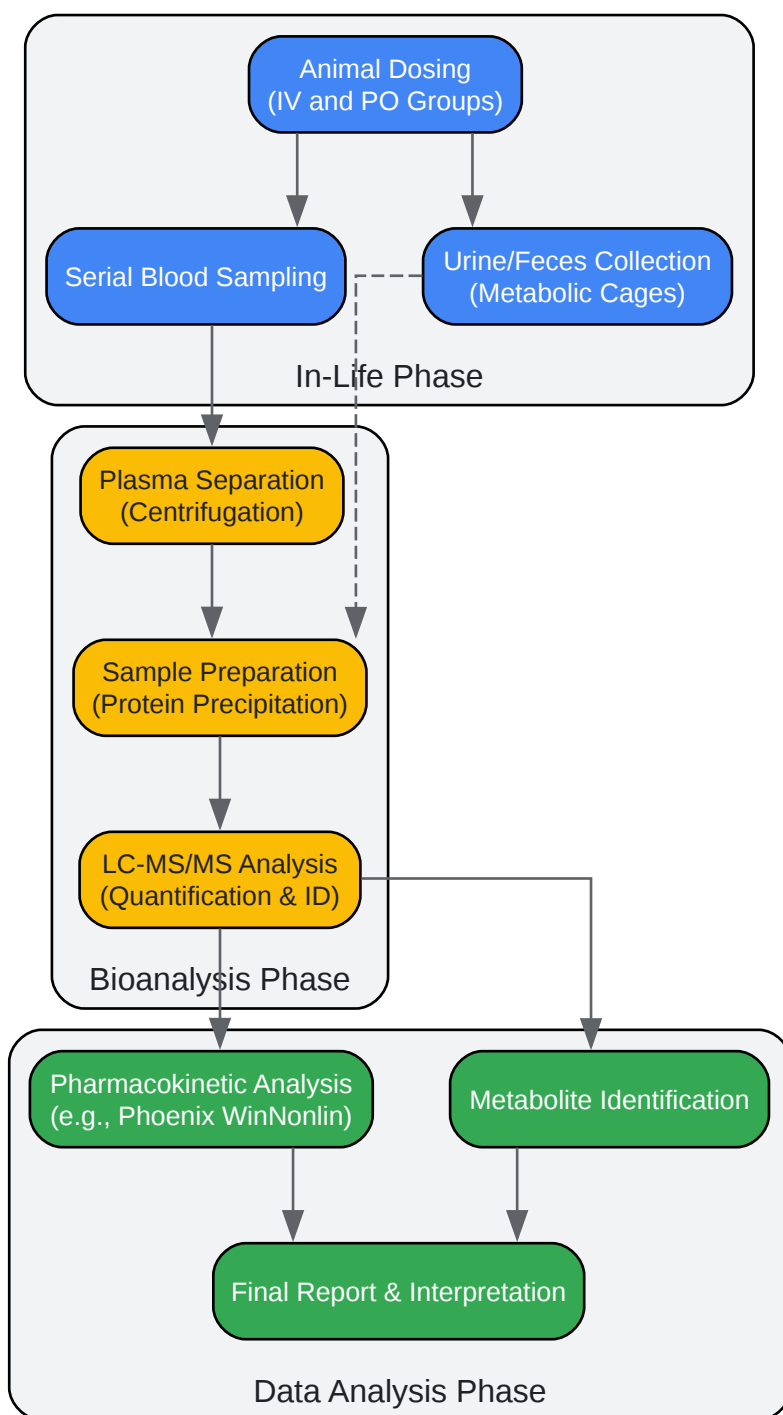 Animal Dosing
(IV and PO Groups)
Serial Blood Sampling
Urine/Feces Collection
(Metabolic Cages)
In-Life Phase
Plasma Separation
(Centrifugation)
Sample Preparation
(Protein Precipitation)
LC-MS/MS Analysis
(Quantification & ID)
Bioanalysis Phase
Pharmacokinetic Analysis
(e.g., Phoenix WinNonlin)
Metabolite Identification
Final Report & Interpretation
Data Analysis Phase